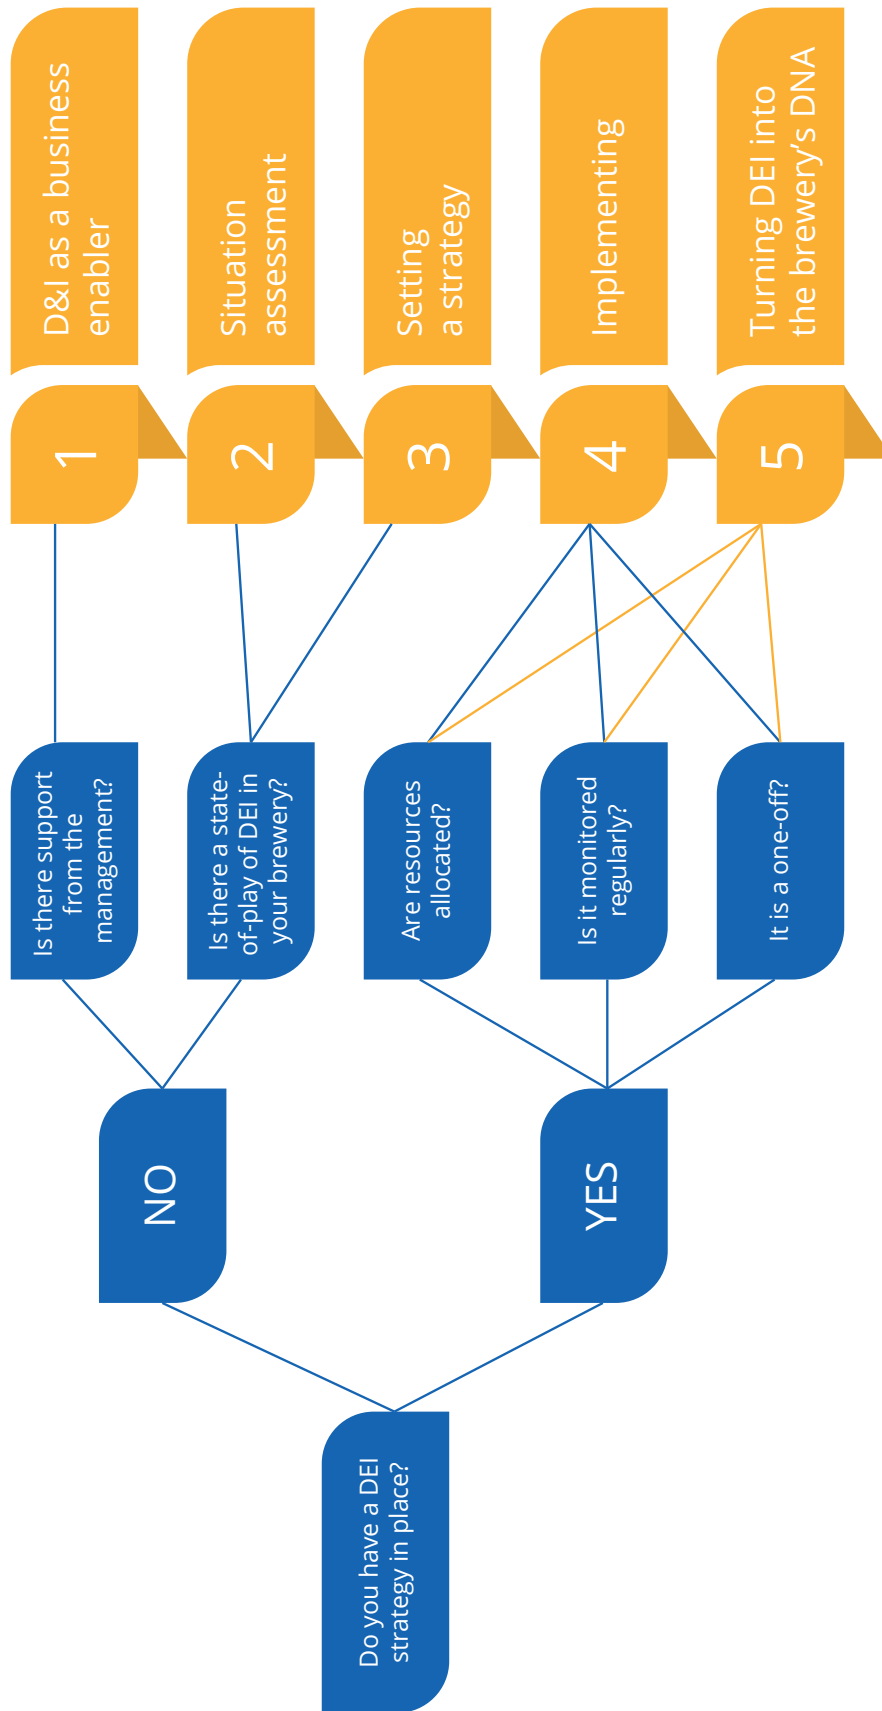 Do you have a DEI
strategy in place?
NO
YES
Is there support
from the
management?
Is there a state-
of-play of DEI in
your brewery?
Are resources
allocated?
Is it monitored
regularly?
It is a one-off?
1
D&I as a business
enabler
2
Situation
assessment
3
Setting
a strategy
4
Implementing
5
Turning DEI into
the brewery’s DNA